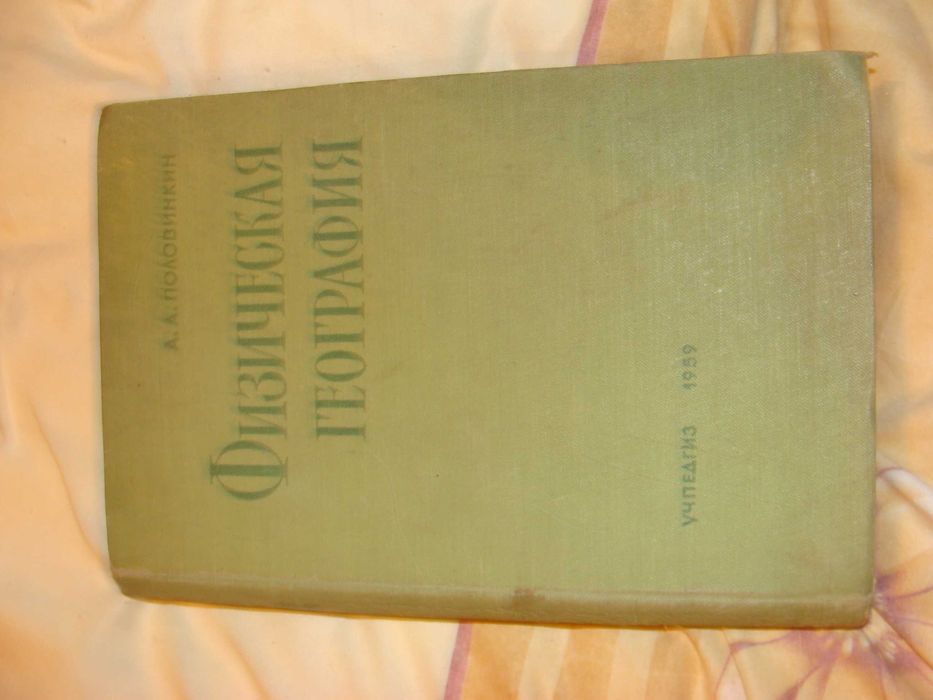 А. А. ПОЛОВИНКИН
ФИЗИЧЕСКАЯ
ГЕОГРАФИЯ
УЧПЕДГИЗ 1959